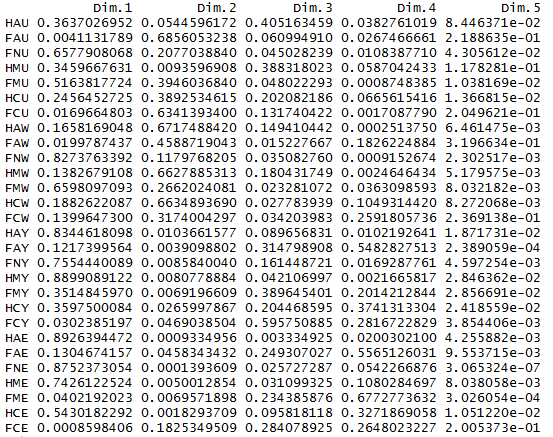 Dim.1 Dim.2 Dim.3 Dim.4 Dim.5
HAU 0.3637026952 0.0544596172 0.405163459 0.0382761019 8.446371e-02
FAU 0.0041131789 0.6856053238 0.060994910 0.0267466661 2.188635e-01
FNU 0.6577908068 0.2077038840 0.045028239 0.0108387710 4.305612e-02
HMU 0.3459667631 0.0093596908 0.388318023 0.0587042433 1.178281e-01
FMU 0.5163817724 0.3946036840 0.048022293 0.0008748385 1.038169e-02
HCU 0.2456452725 0.3892534615 0.202082186 0.0665615416 1.366815e-02
FCU 0.0169664803 0.6341393400 0.131740422 0.0017087790 2.049621e-01
HAW 0.1658169048 0.6717488420 0.149410442 0.0002513750 6.461475e-03
FAW 0.0199787437 0.4588719043 0.015227667 0.1826224884 3.196634e-01
FNW 0.8273763392 0.1179768205 0.035082760 0.0009152674 2.302517e-03
HMW 0.1382679108 0.6627885313 0.180431749 0.0024646434 5.179575e-03
FMW 0.6598097093 0.2662024081 0.023281072 0.0363098593 8.032182e-03
HCW 0.1882622087 0.6634893690 0.027783939 0.1049314420 8.272068e-03
FCW 0.1399647300 0.3174004297 0.034203983 0.2591805736 2.369138e-01
HAY 0.8344618098 0.0103661577 0.089656831 0.0102192641 1.871731e-02
FAY 0.1217399564 0.0039098802 0.314798908 0.5482827513 2.389059e-04
FNY 0.7554440089 0.0085840040 0.161448721 0.0169287761 4.597254e-03
HMY 0.8899089122 0.0080778884 0.042106997 0.0021665817 2.846362e-02
FMY 0.3514845970 0.0069196609 0.389645401 0.2014212844 2.856691e-02
HCY 0.3597500084 0.0265997867 0.204468595 0.3741313304 2.418559e-02
FCY 0.0302385197 0.0469038504 0.595750885 0.2816722829 3.854406e-03
HAE 0.8926394472 0.0009334956 0.003334925 0.0200302100 4.255882e-03
FAE 0.1304674157 0.0458343432 0.249307027 0.5565126031 9.553715e-03
FNE 0.8752373054 0.0001393609 0.025727287 0.0542266876 3.065324e-07
HME 0.7426122524 0.0050012854 0.031099325 0.1080284697 8.038058e-03
FME 0.0402192023 0.0069571898 0.234385876 0.6772773632 3.026054e-04
HCE 0.5430182292 0.0018293709 0.095818118 0.3271869058 1.051220e-02
FCE 0.0008598406 0.1825349509 0.284078925 0.2648023227 2.005373e-01